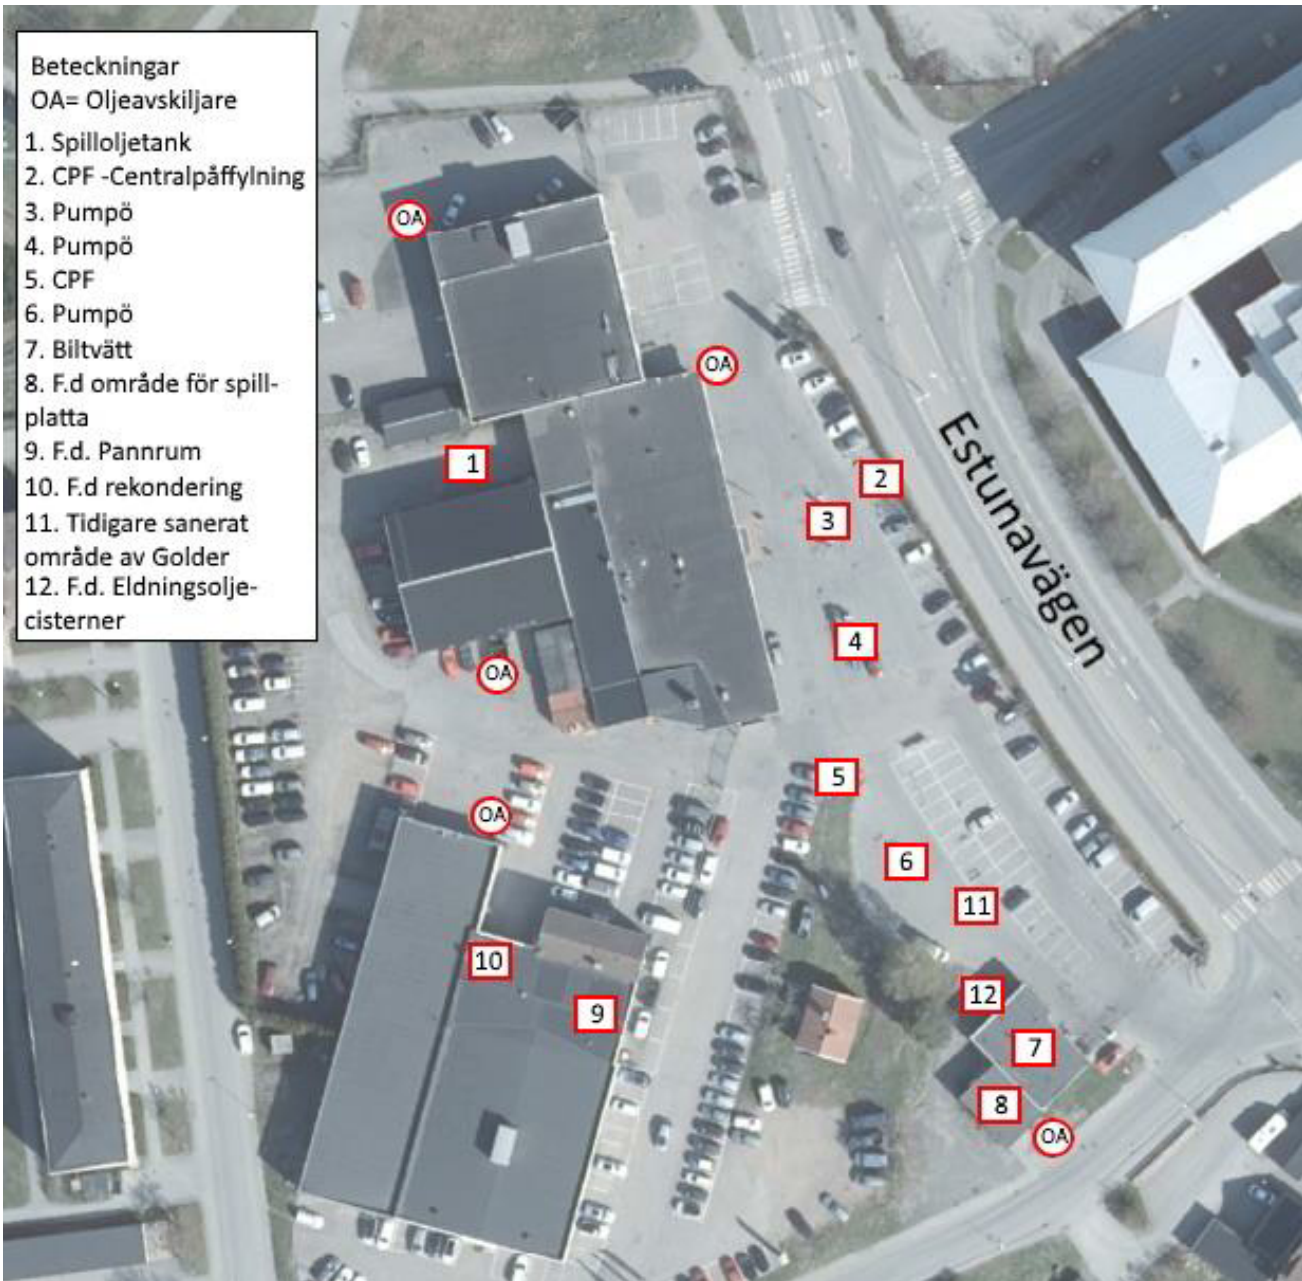 Beteckningar
OA= Oljeavskiljare
1. Spilloljetank
2. CPF -Centralpåffylning
3. Pumpö
4. Pumpö
5. CPF
6. Pumpö
7. Biltvätt
8. F.d område för spill-
platta
9. F.d. Pannrum
10. F.d rekondering
11. Tidigare sanerat
område av Golder
12. F.d. Eldningsolje-
cisterner
OA
OA
1
2
3
Estunavägen
4
OA
5
OA
6
11
10
12
9
7
8
OA